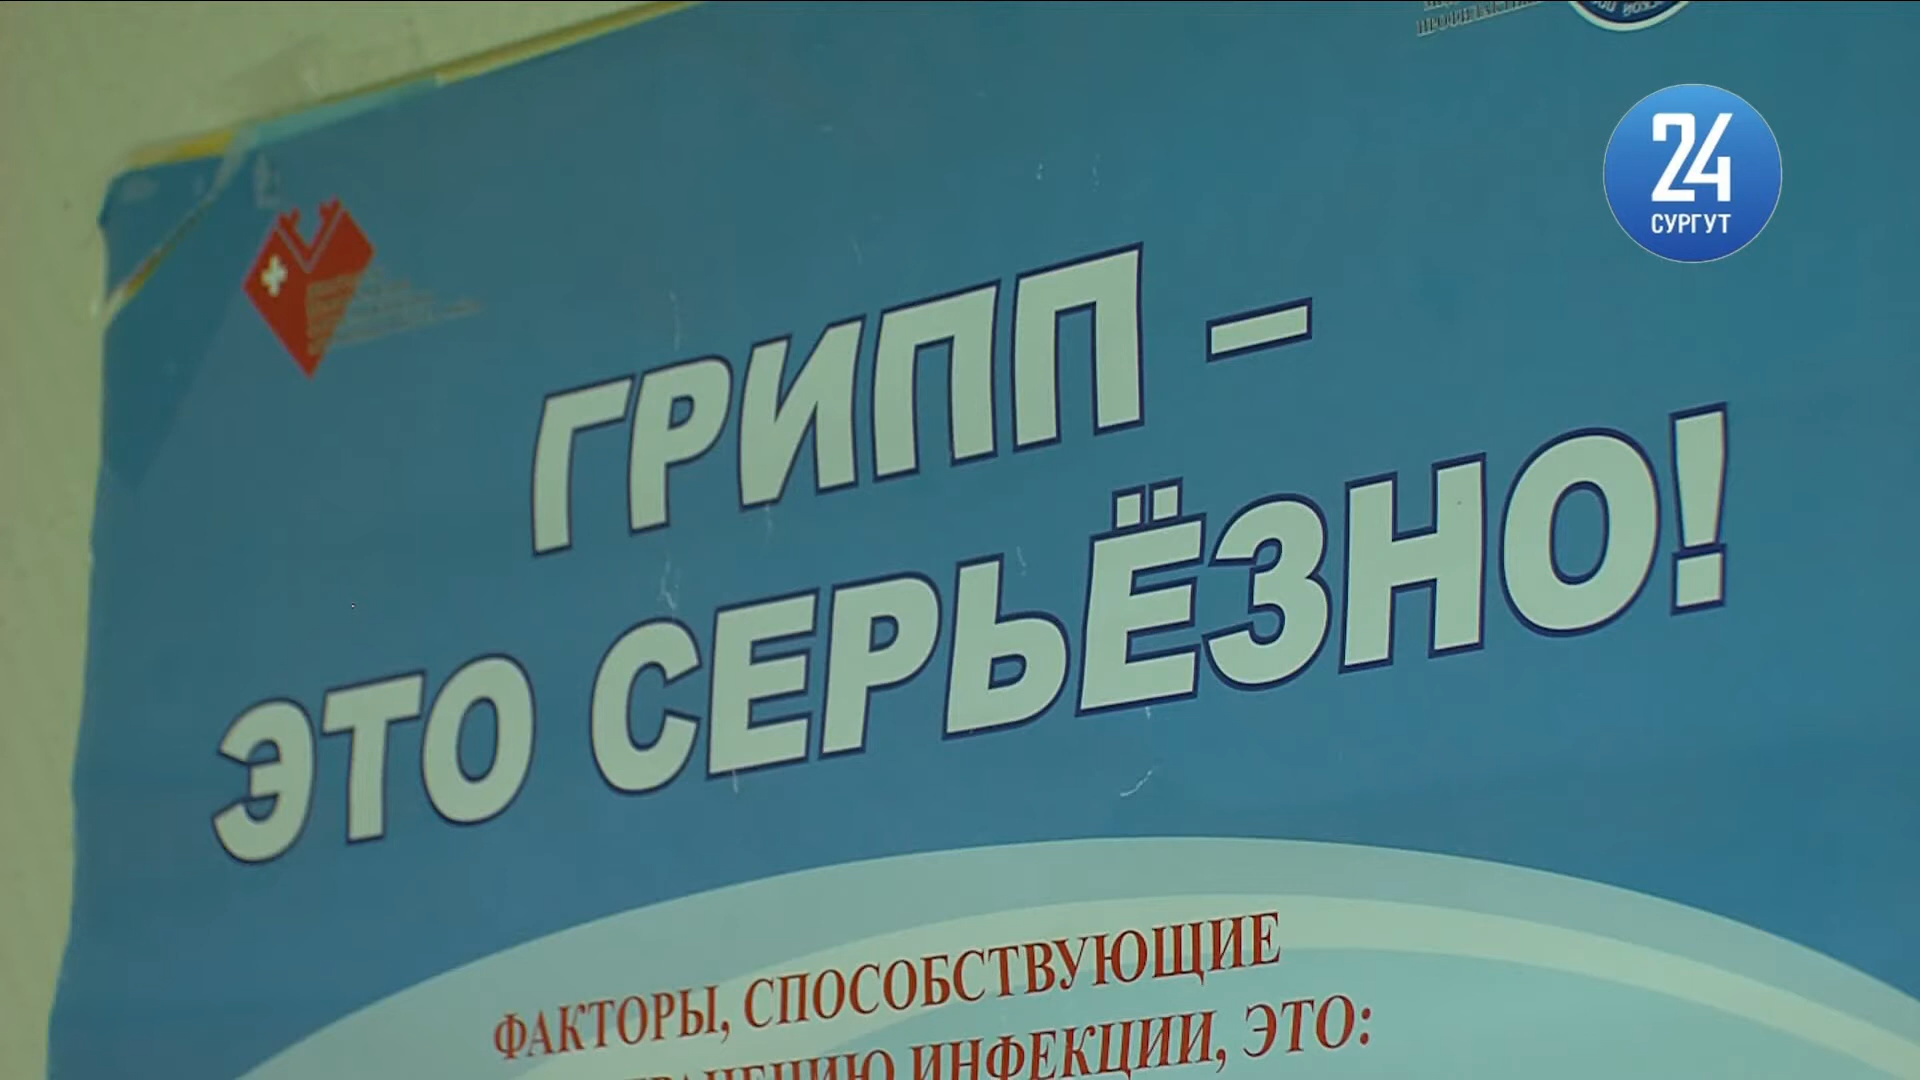 24
СУРГУТ
ГРИПП –
ЭТО СЕРЬЁЗНО!
ФАКТОРЫ, СПОСОБСТВУЮЩИЕ
ИНФЕКЦИИ, ЭТО: